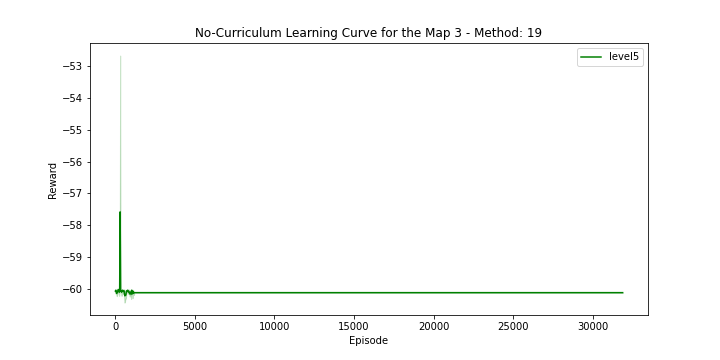 No-Curriculum Learning Curve for the Map 3 - Method: 19
level5
−53
−54
−55
−56
−57
−58
−59
−60
Reward
0 5000 10000 15000 20000 25000 30000
Episode